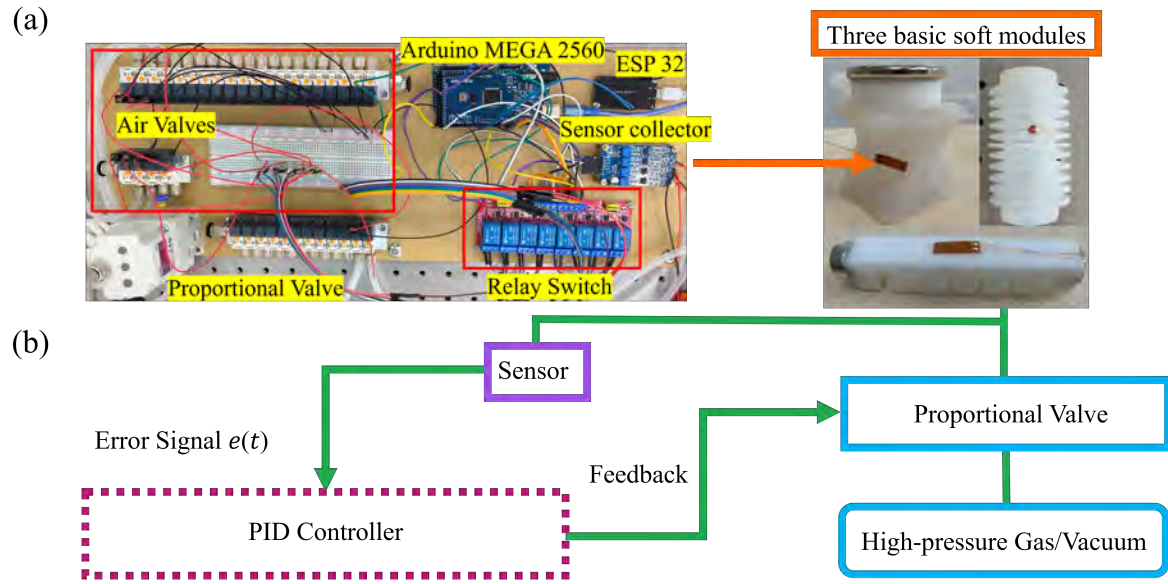 (a)
Three basic soft modules
Arduino MEGA 2560
ESP 32
Air Valves
Sensor collector
Proportional Valve
Relay Switch
(b)
Sensor
Proportional Valve
Error Signal e(t)
Feedback
PID Controller
High-pressure Gas/Vacuum